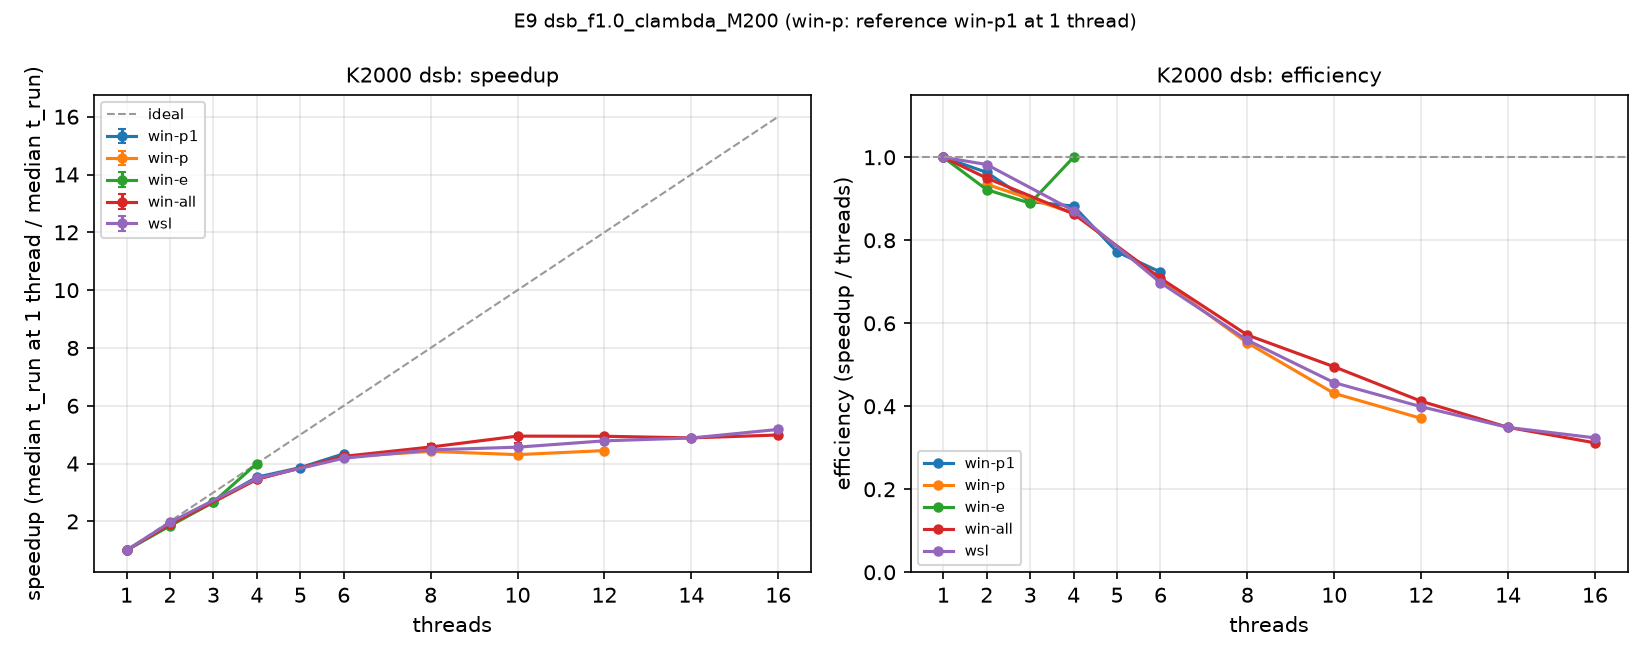 E9 dsb_f1.0_clambda_M200 (win-p: reference win-p1 at 1 thread)
K2000 dsb: speedup
speedup (median t_run at 1 thread / median t_run)
16
14
12
10
8
6
4
2
ideal
win-p1
win-p
win-e
win-all
wsl
1 2 3 4 5 6 8 10 12 14 16
threads
K2000 dsb: efficiency
efficiency (speedup / threads)
1.0
0.8
0.6
0.4
0.2
0.0
win-p1
win-p
win-e
win-all
wsl
1 2 3 4 5 6 8 10 12 14 16
threads